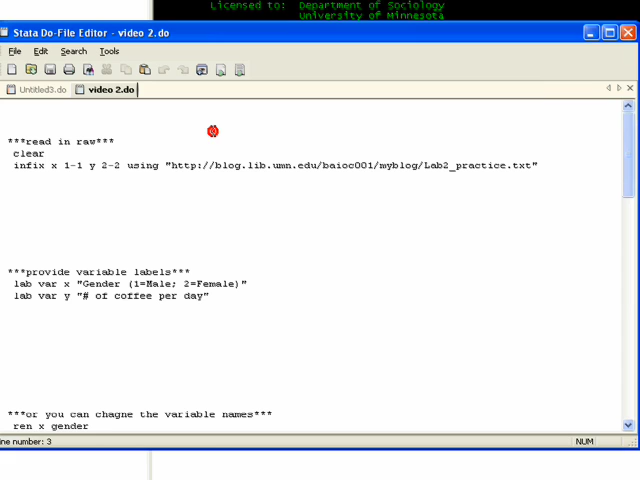 Licensed to: Department of Sociology
University of Minnesota
Stata Do-File Editor - video 2.do
File Edit Search Tools
Untitled3.do video 2.do
***read in raw***
clear
infix x 1-1 y 2-2 using "http://blog.lib.umn.edu/baioc001/myblog/Lab2_practice.txt"
***provide variable labels***
lab var x "Gender (1=Male; 2=Female)"
lab var y "# of coffee per day"
***or you can chagne the variable names***
ren x gender
ne number: 3 NUM